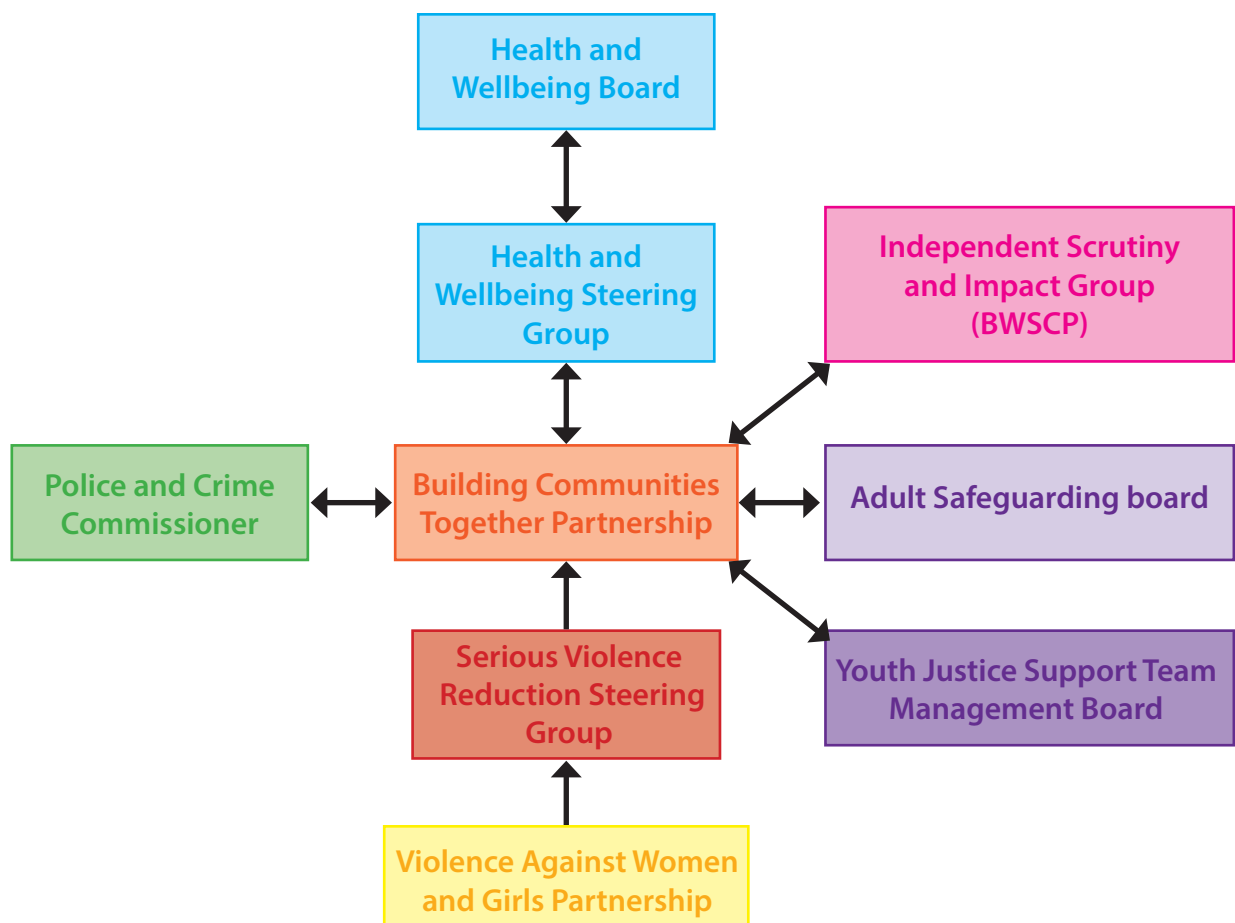 Health and
Wellbeing Board
Health and
Wellbeing Steering
Group
Independent Scrutiny
and Impact Group
(BWSCP)
Police and Crime
Commissioner
Building Communities
Together Partnership
Adult Safeguarding board
Serious Violence
Reduction Steering
Group
Youth Justice Support Team
Management Board
Violence Against Women
and Girls Partnership